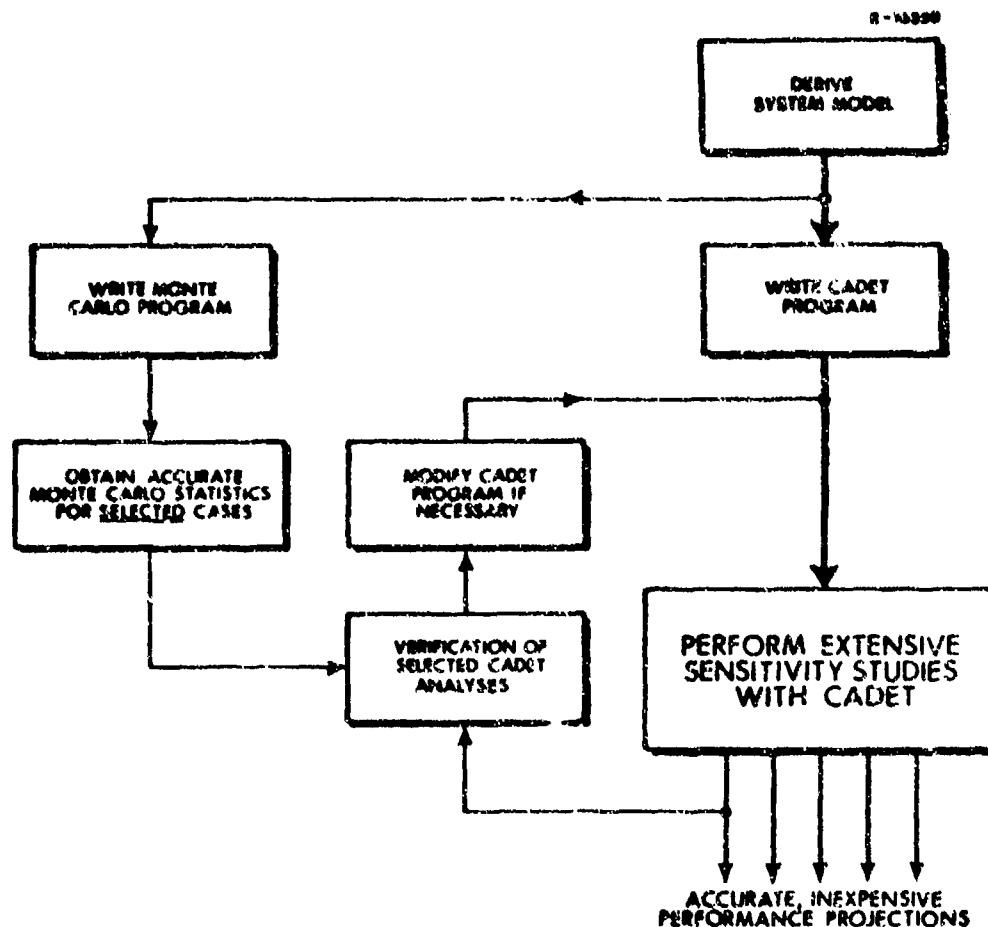 DERIVE
SYSTEM MODEL
WRITE MONTE
CARLO PROGRAM
WRITE CADET
PROGRAM
OBTAIN ACCURATE
MONTE CARLO STATISTICS
FOR SELECTED CASES
MODIFY CADET
PROGRAM IF
NECESSARY
VERIFICATION OF
SELECTED CADET
ANALYSES
PERFORM EXTENSIVE
SENSITIVITY STUDIES
WITH CADET
ACCURATE, INEXPENSIVE
PERFORMANCE PROJECTIONS